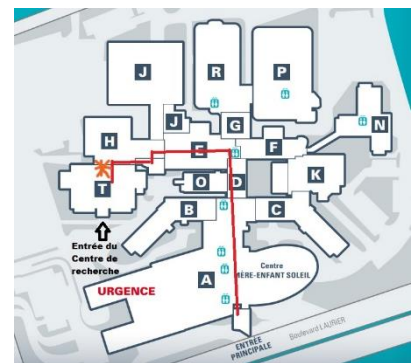 J
R
P
J
G
N
H
E
F
T
O
D
K
B
C
Entrée du
Centre de
recherche
URGENCE
A
Centre
MÈRE-ENFANT SOLEIL
ENTRÉE
PRINCIPALE
Boulevard LAURIER